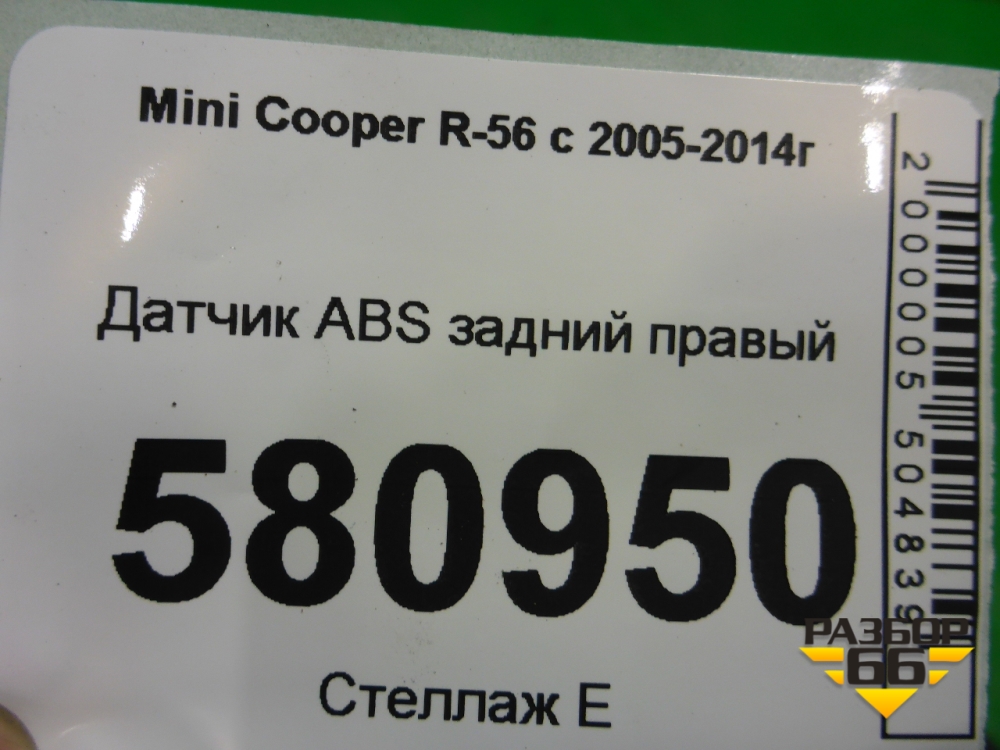 Mini Cooper R-56 с 2005-2014г
Датчик ABS задний правый
580950
Стеллаж Е
2000005504839
РАЗБОР
66